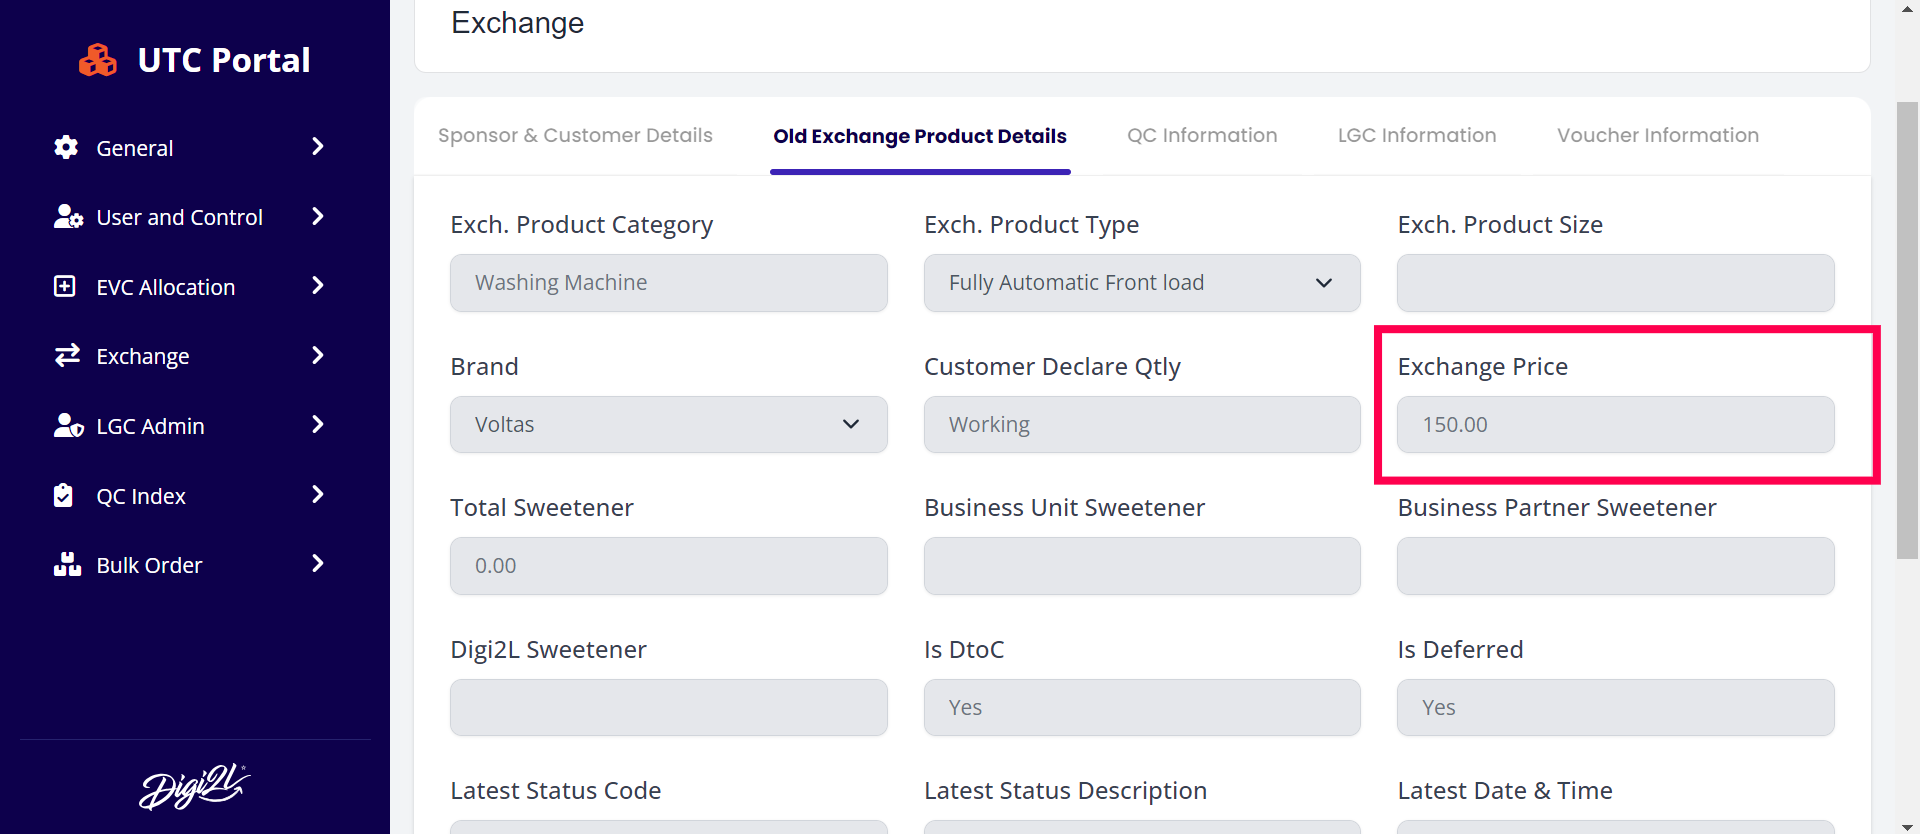 UTC Portal
General
User and Control
EVC Allocation
Exchange
LGC Admin
QC Index
Bulk Order
Digi2L
Exchange
Sponsor & Customer Details
Old Exchange Product Details
QC Information
LGC Information
Voucher Information
Exch. Product Category
Exch. Product Type
Exch. Product Size
Washing Machine
Fully Automatic Front load
Brand
Customer Declare Qtly
Exchange Price
Voltas
Working
150.00
Total Sweetener
Business Unit Sweetener
Business Partner Sweetener
0.00
Digi2L Sweetener
Is DtoC
Is Deferred
Yes
Yes
Latest Status Code
Latest Status Description
Latest Date & Time